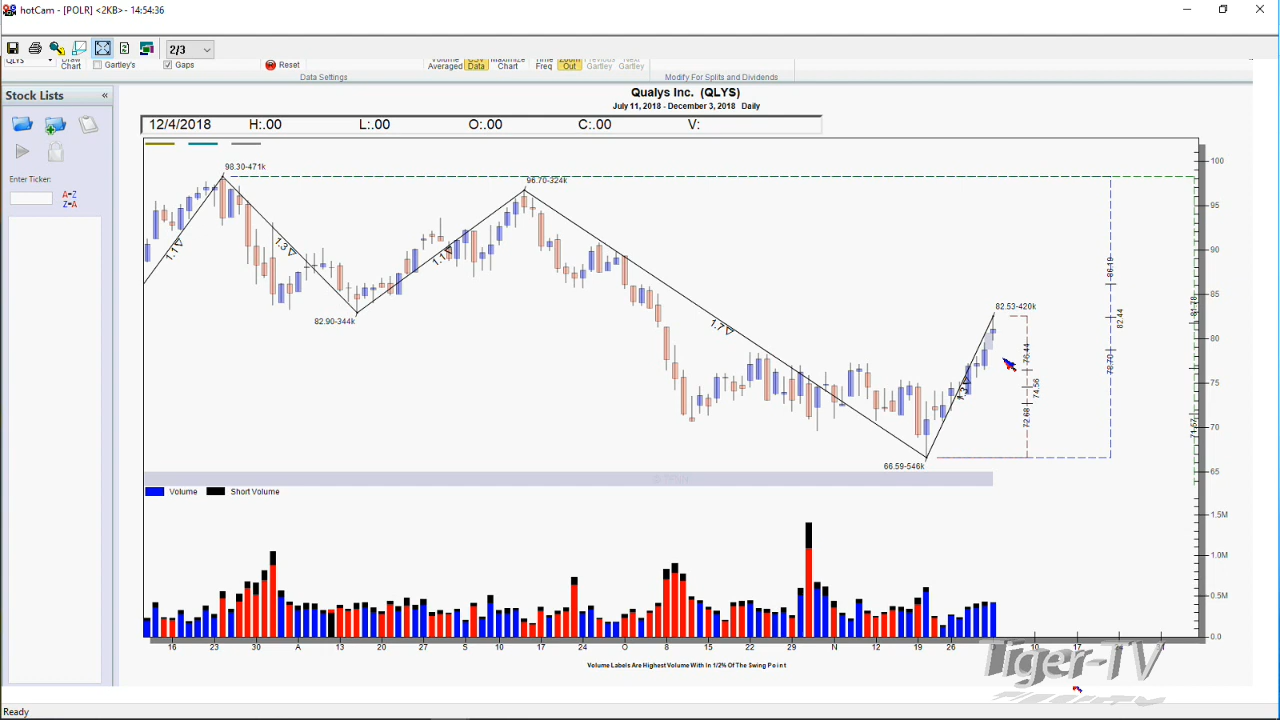 hotCam - [POLR] <2KB> - 14:54:36
2/3
QLYS
Chart
Gartley's
Gaps
Reset
Averaged
Data
Maximize
Chart
Time
Freq
Zoom
Out
Previous
Gartley
Next
Gartley
Data Settings
Modify For Splits and Dividends
Stock Lists «
Enter Ticker:
A-Z
Z-A
Qualys Inc. (QLYS)
July 11, 2018 - December 3, 2018 Daily
12/4/2018 H:.00 L:.00 O:.00 C:.00 V:
98.30-471k
96.70-324k
82.90-344k
82.53-420k
66.59-546k
1.1
1.3
1.1
1.7
86.19
82.44
78.70
76.44
74.56
72.68
81.78
100
95
90
85
80
75
70
65
Volume Short Volume
1.5M
1.0M
0.5M
0.0
16 23 30 A 13 20 27 5 10 17 24 O 8 15 22 29 N 12 19 26 10 17
Volume Labels Are Highest Volume With In 1/2% Of The Swing Point
Tiger-TV
Ready